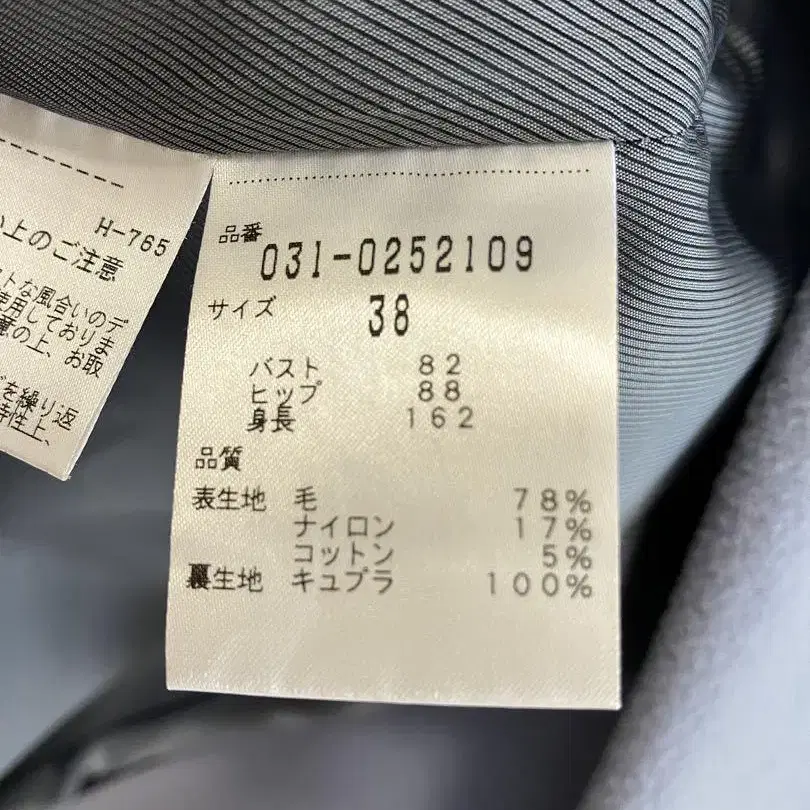 H-765
上のご注意
トな風合いのデ
使用しておりま
意の上、お取
を繰り返
特性上、
品番
031-0252109
サイズ 38
バスト 82
ヒップ 88
身長 162
品質
表生地 毛 78%
ナイロン 17%
コットン 5%
裏生地 キュプラ 100%